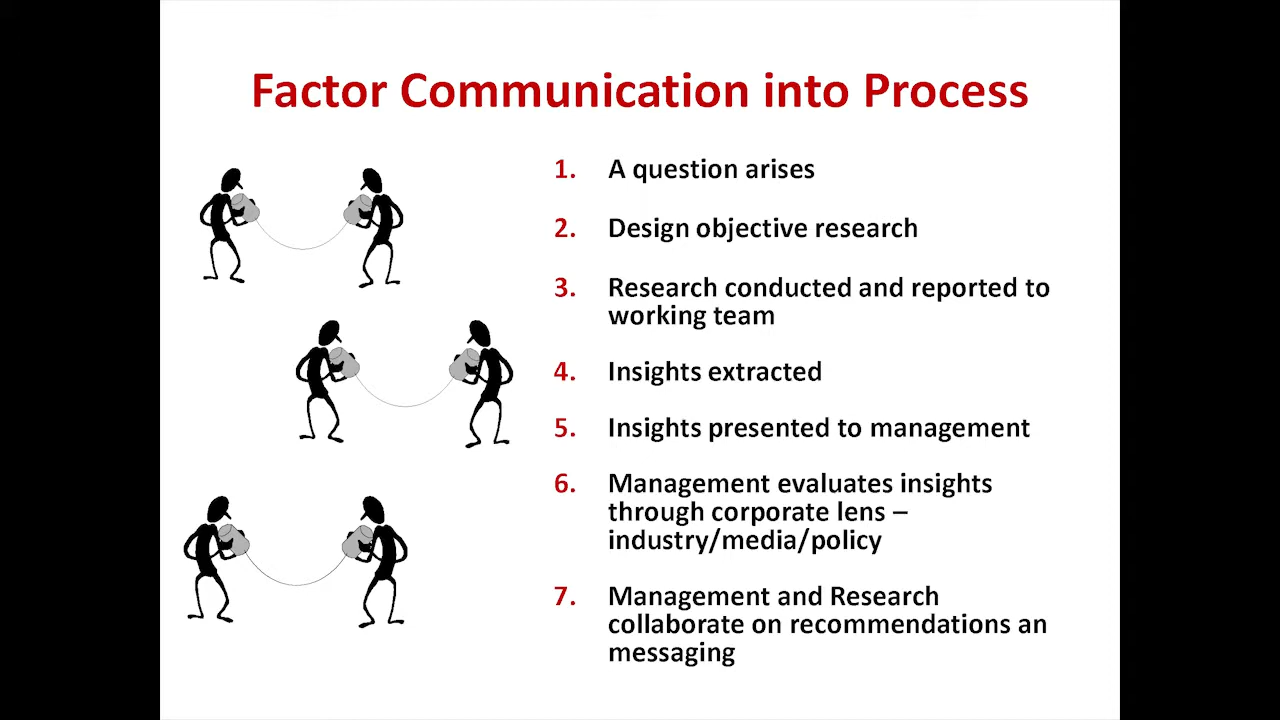 Factor Communication into Process
1. A question arises
2. Design objective research
3. Research conducted and reported to
working team
4. Insights extracted
5. Insights presented to management
6. Management evaluates insights
through corporate lens –
industry/media/policy
7. Management and Research
collaborate on recommendations an
messaging